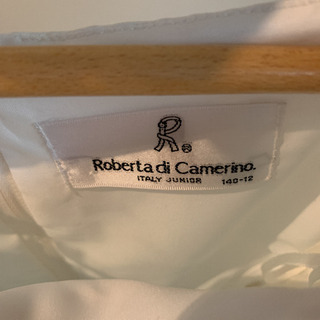 R®
Roberta di Camerino.
ITALY JUNIOR 140-12